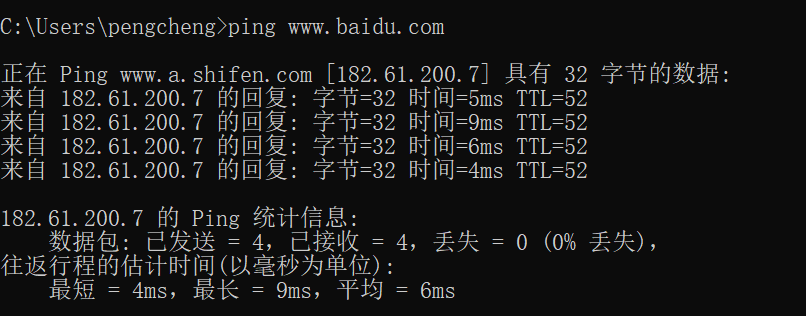 C:\Users\pengcheng>ping www.baidu.com
正在 Ping www.a.shifen.com [182.61.200.7] 具有 32 字节的数据:
来自 182.61.200.7 的回复: 字节=32 时间=5ms TTL=52
来自 182.61.200.7 的回复: 字节=32 时间=9ms TTL=52
来自 182.61.200.7 的回复: 字节=32 时间=6ms TTL=52
来自 182.61.200.7 的回复: 字节=32 时间=4ms TTL=52
182.61.200.7 的 Ping 统计信息:
数据包: 已发送 = 4，已接收 = 4，丢失 = 0 (0% 丢失)，
往返行程的估计时间(以毫秒为单位):
最短 = 4ms，最长 = 9ms，平均 = 6ms